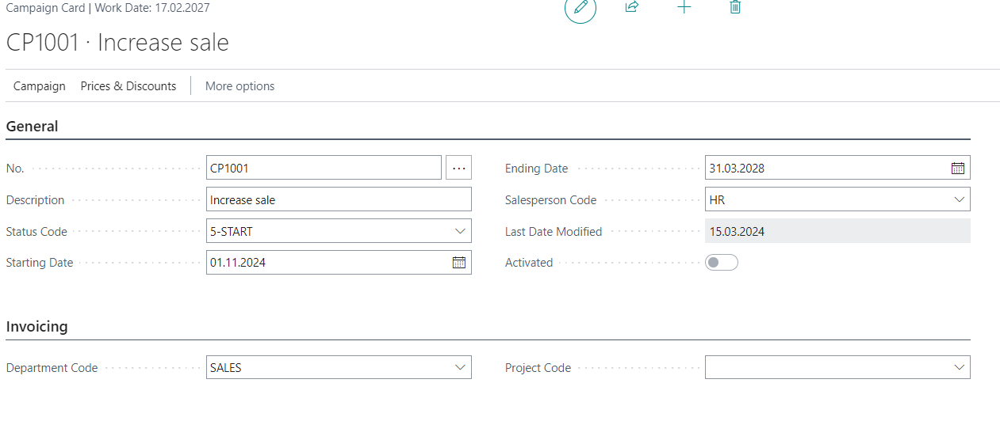 Campaign Card | Work Date: 17.02.2027
CP1001 · Increase sale
Campaign Prices & Discounts More options
General
No. CP1001 ... Ending Date 31.03.2028
Description Increase sale Salesperson Code HR
Status Code 5-START Last Date Modified 15.03.2024
Starting Date 01.11.2024 Activated
Invoicing
Department Code SALES Project Code